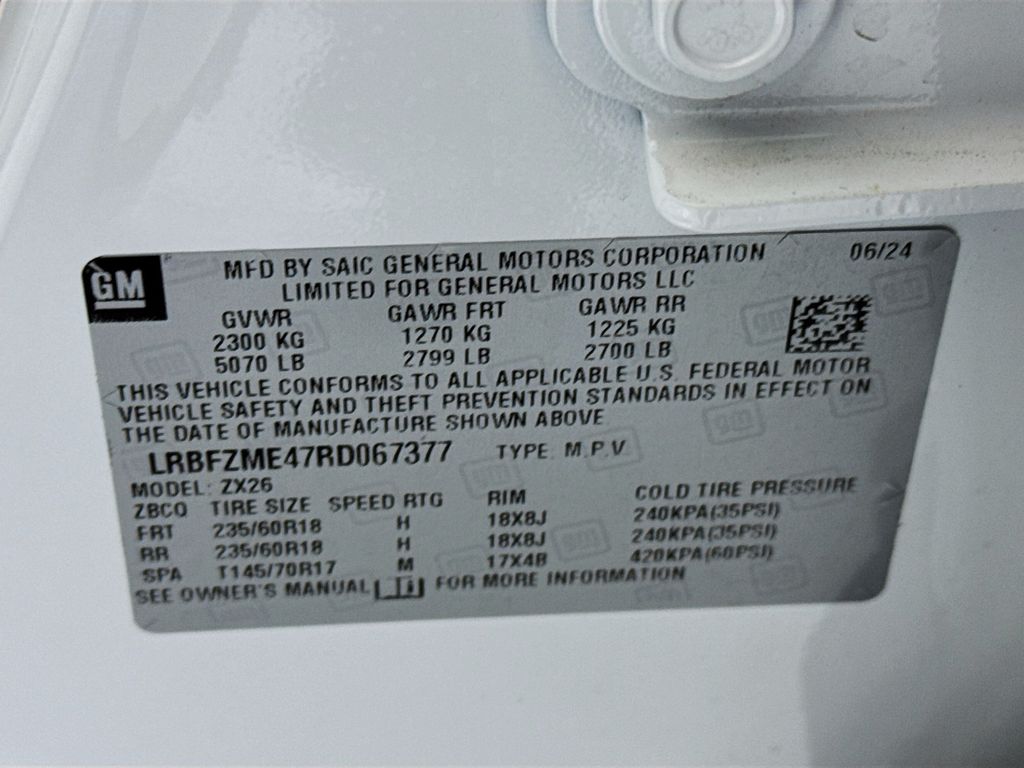 GM
MFD BY SAIC GENERAL MOTORS CORPORATION 06/24
LIMITED FOR GENERAL MOTORS LLC
GVWR GAWR FRT GAWR RR
2300 KG 1270 KG 1225 KG
5070 LB 2799 LB 2700 LB
THIS VEHICLE CONFORMS TO ALL APPLICABLE U.S. FEDERAL MOTOR
VEHICLE SAFETY AND THEFT PREVENTION STANDARDS IN EFFECT ON
THE DATE OF MANUFACTURE SHOWN ABOVE
LRBFZME47RD067377 TYPE: M.P.V
MODEL: ZX26
ZBCO TIRE SIZE SPEED RTG RIM COLD TIRE PRESSURE
FRT 235/60R18 H 18X8J 240KPA(35PSI)
RR 235/60R18 H 18X8J 240KPA(35PSI)
SPA T145/70R17 M 17X4B 420KPA(60PSI)
SEE OWNER'S MANUAL FOR MORE INFORMATION